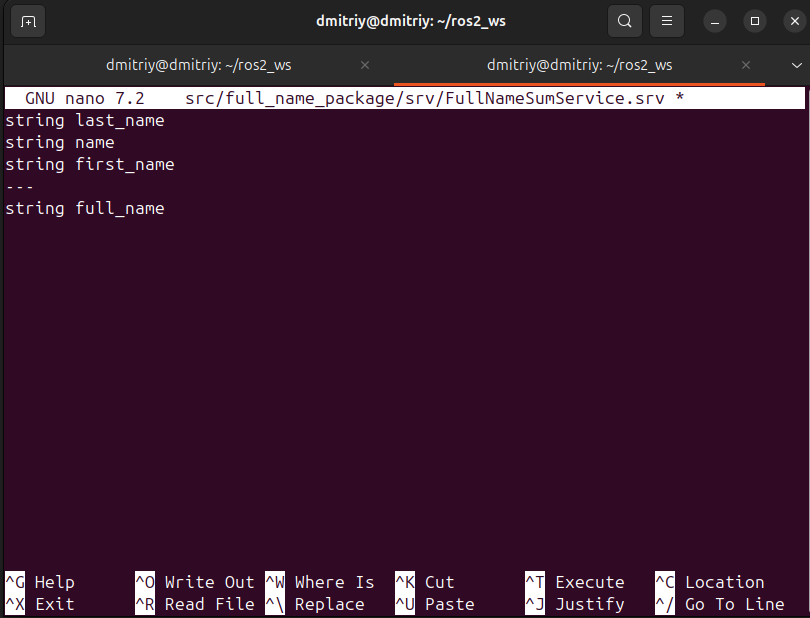 dmitriy@dmitriy: ~/ros2_ws
dmitriy@dmitriy: ~/ros2_ws
dmitriy@dmitriy: ~/ros2_ws
GNU nano 7.2 src/full_name_package/srv/FullNameSumService.srv *
string last_name
string name
string first_name
---
string full_name
^G Help ^O Write Out ^W Where Is ^K Cut ^T Execute ^C Location
^X Exit ^R Read File ^\ Replace ^U Paste ^J Justify ^/ Go To Line